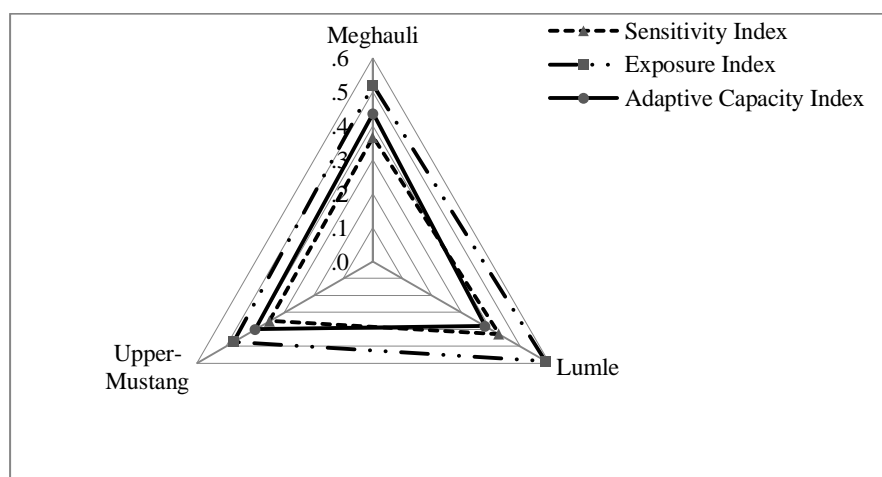 Meghauli
.6
.5
.4
.3
.2
.1
.0
Upper-
Mustang
Lumle
Sensitivity Index
Exposure Index
Adaptive Capacity Index